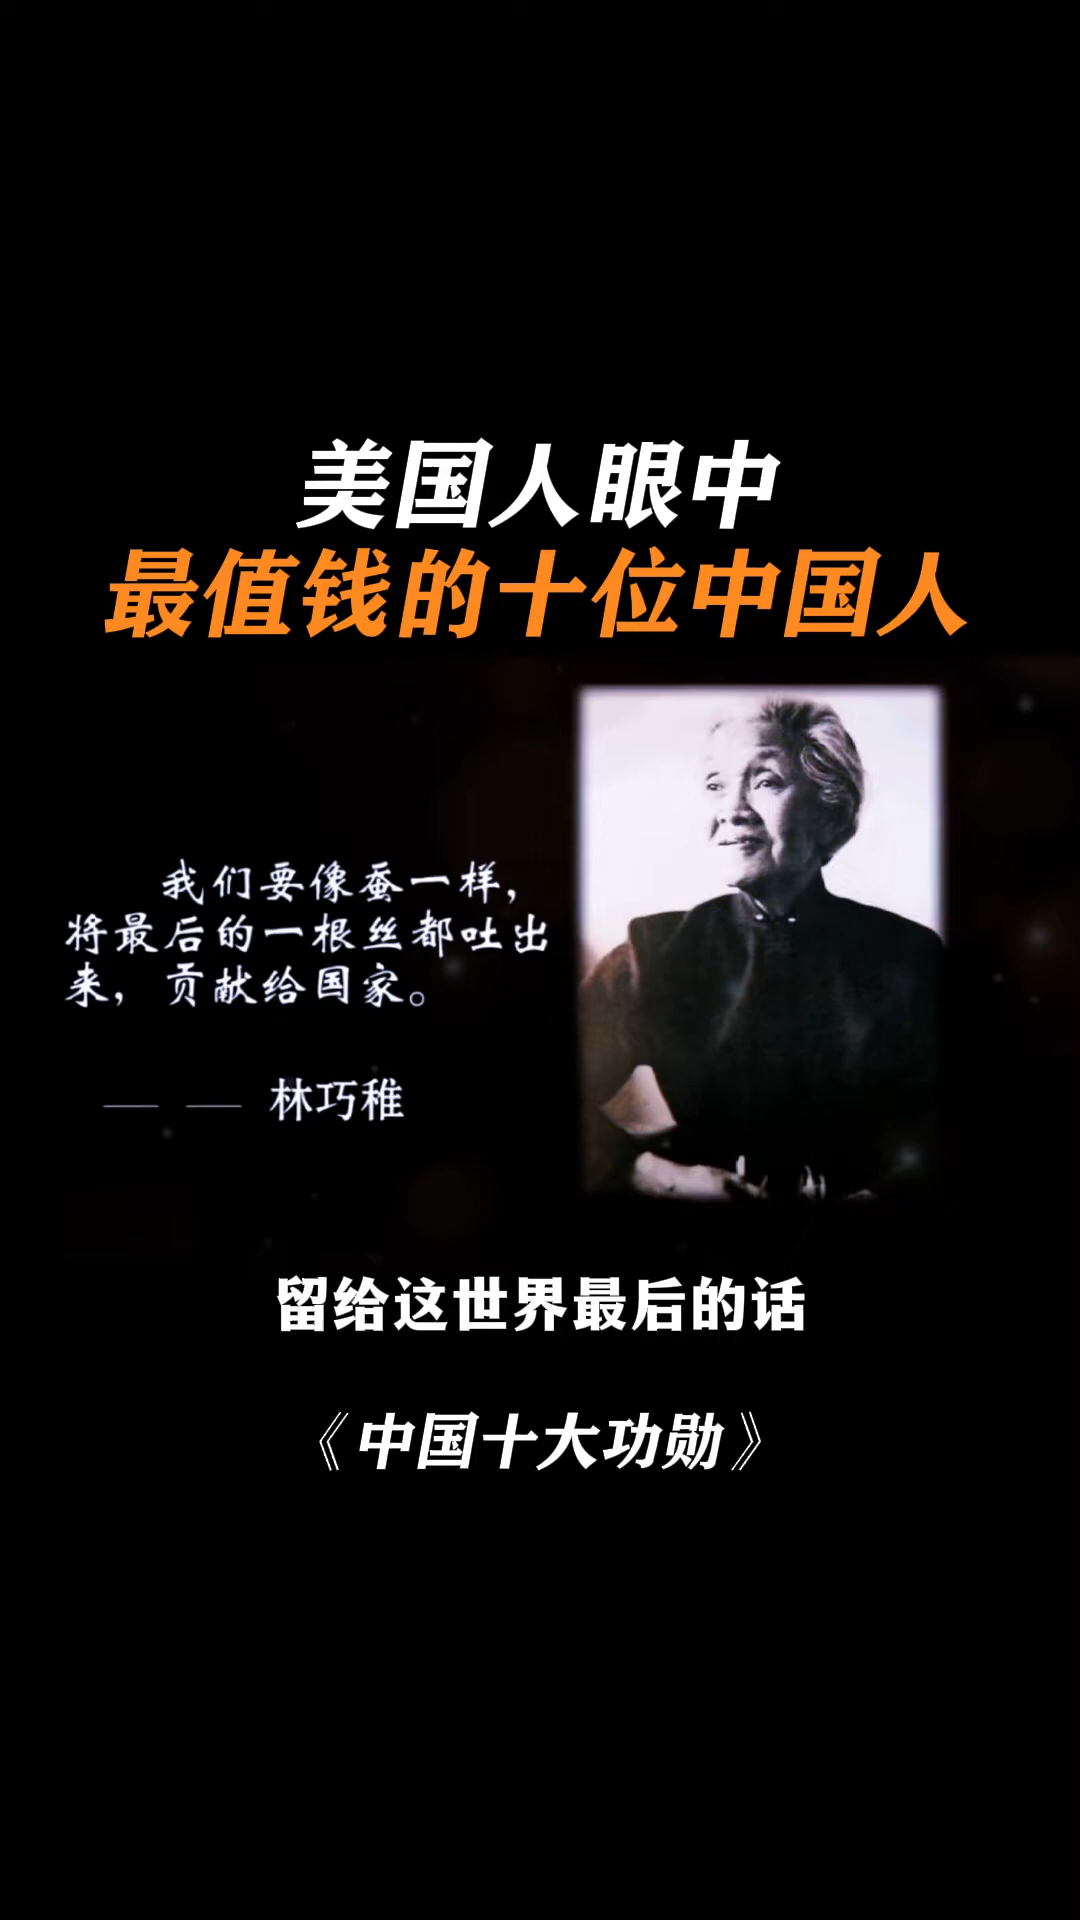 美国人眼中
最值钱的十位中国人
我们要像蚕一样，
将最后的一根丝都吐出
来，贡献给国家。
—— 林巧稚
留给这世界最后的话
《中国十大功勋》